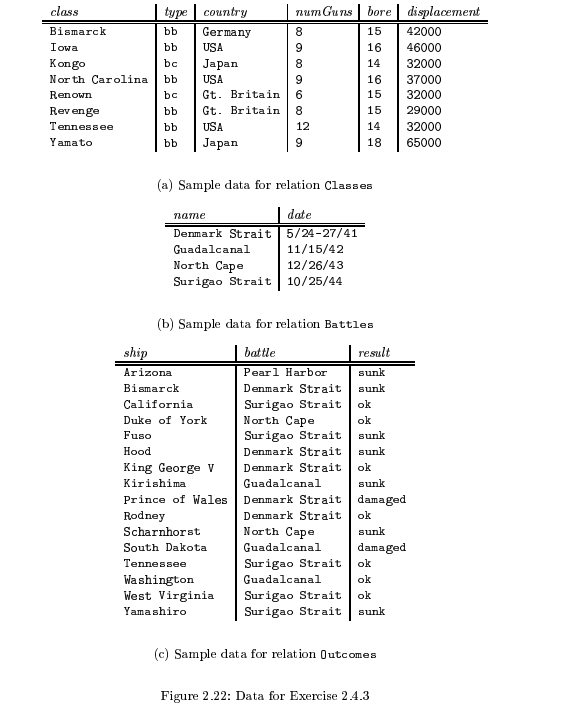 class type country numGuns bore displacement
Bismarck bb Germany 8 15 42000
Iowa bb USA 9 16 46000
Kongo bc Japan 8 14 32000
North Carolina bb USA 9 16 37000
Renown bc Gt. Britain 6 15 32000
Revenge bb Gt. Britain 8 15 29000
Tennessee bb USA 12 14 32000
Yamato bb Japan 9 18 65000
(a) Sample data for relation Classes
name date
Denmark Strait 5/24-27/41
Guadalcanal 11/15/42
North Cape 12/26/43
Surigao Strait 10/25/44
(b) Sample data for relation Battles
ship battle result
Arizona Pearl Harbor sunk
Bismarck Denmark Strait sunk
California Surigao Strait ok
Duke of York North Cape ok
Fuso Surigao Strait sunk
Hood Denmark Strait sunk
King George V Denmark Strait ok
Kirishima Guadalcanal sunk
Prince of Wales Denmark Strait damaged
Rodney Denmark Strait ok
Scharnhorst North Cape sunk
South Dakota Guadalcanal damaged
Tennessee Surigao Strait ok
Washington Guadalcanal ok
West Virginia Surigao Strait ok
Yamashiro Surigao Strait sunk
(c) Sample data for relation Outcomes
Figure 2.22: Data for Exercise 2.4.3